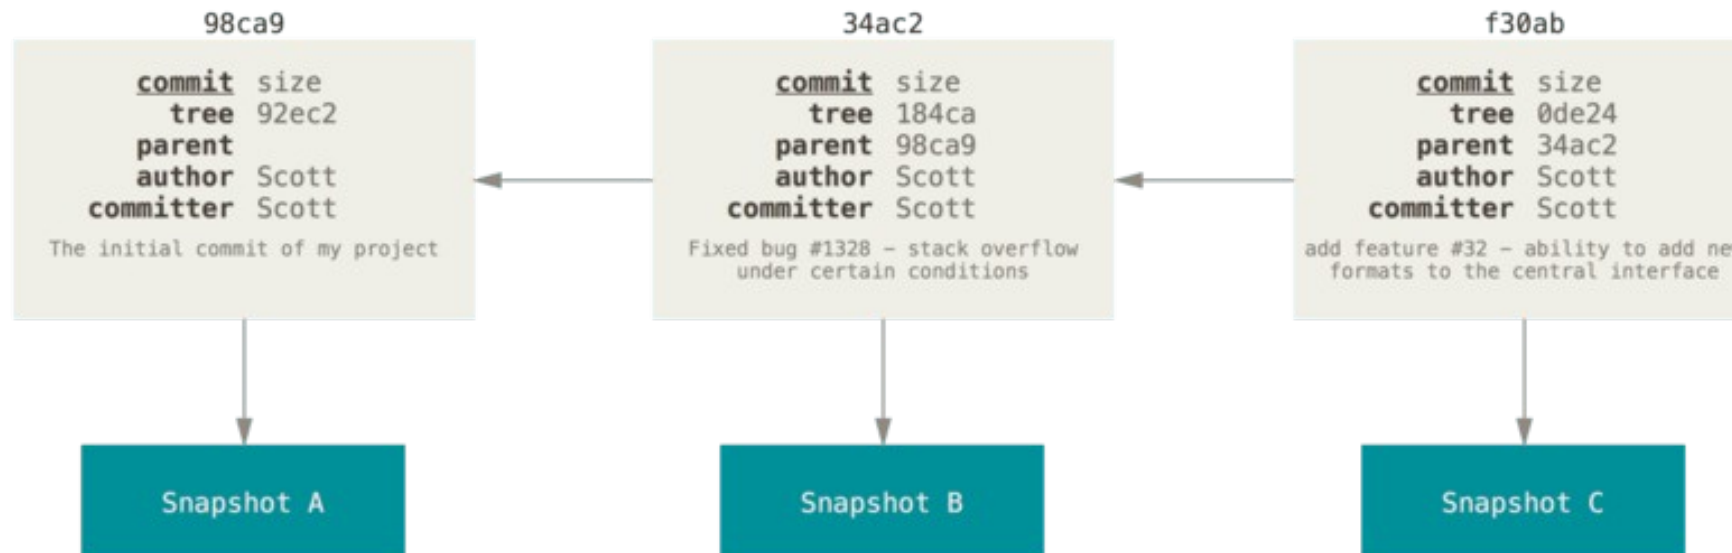 98ca9
commit size
tree 92ec2
parent
author Scott
committer Scott
The initial commit of my project
Snapshot A
34ac2
commit size
tree 184ca
parent 98ca9
author Scott
committer Scott
Fixed bug #1328 – stack overflow
under certain conditions
Snapshot B
f30ab
commit size
tree 0de24
parent 34ac2
author Scott
committer Scott
add feature #32 – ability to add
formats to the central interface
Snapshot C